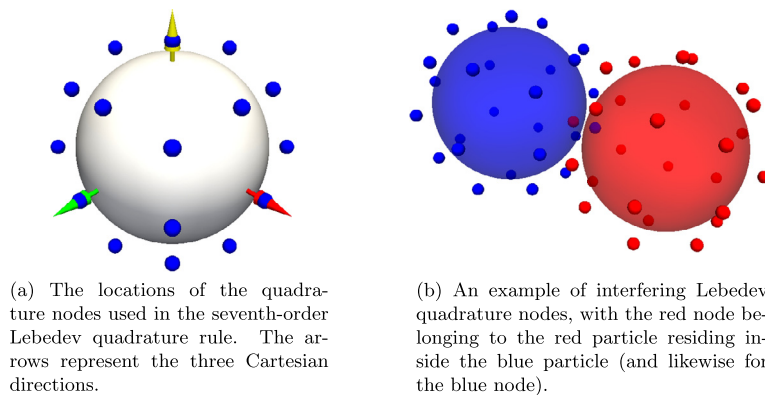 (a) The locations of the quadra-
ture nodes used in the seventh-order
Lebedev quadrature rule. The ar-
rows represent the three Cartesian
directions.
(b) An example of interfering Lebedev
quadrature nodes, with the red node be-
longing to the red particle residing in-
side the blue particle (and likewise for
the blue node).